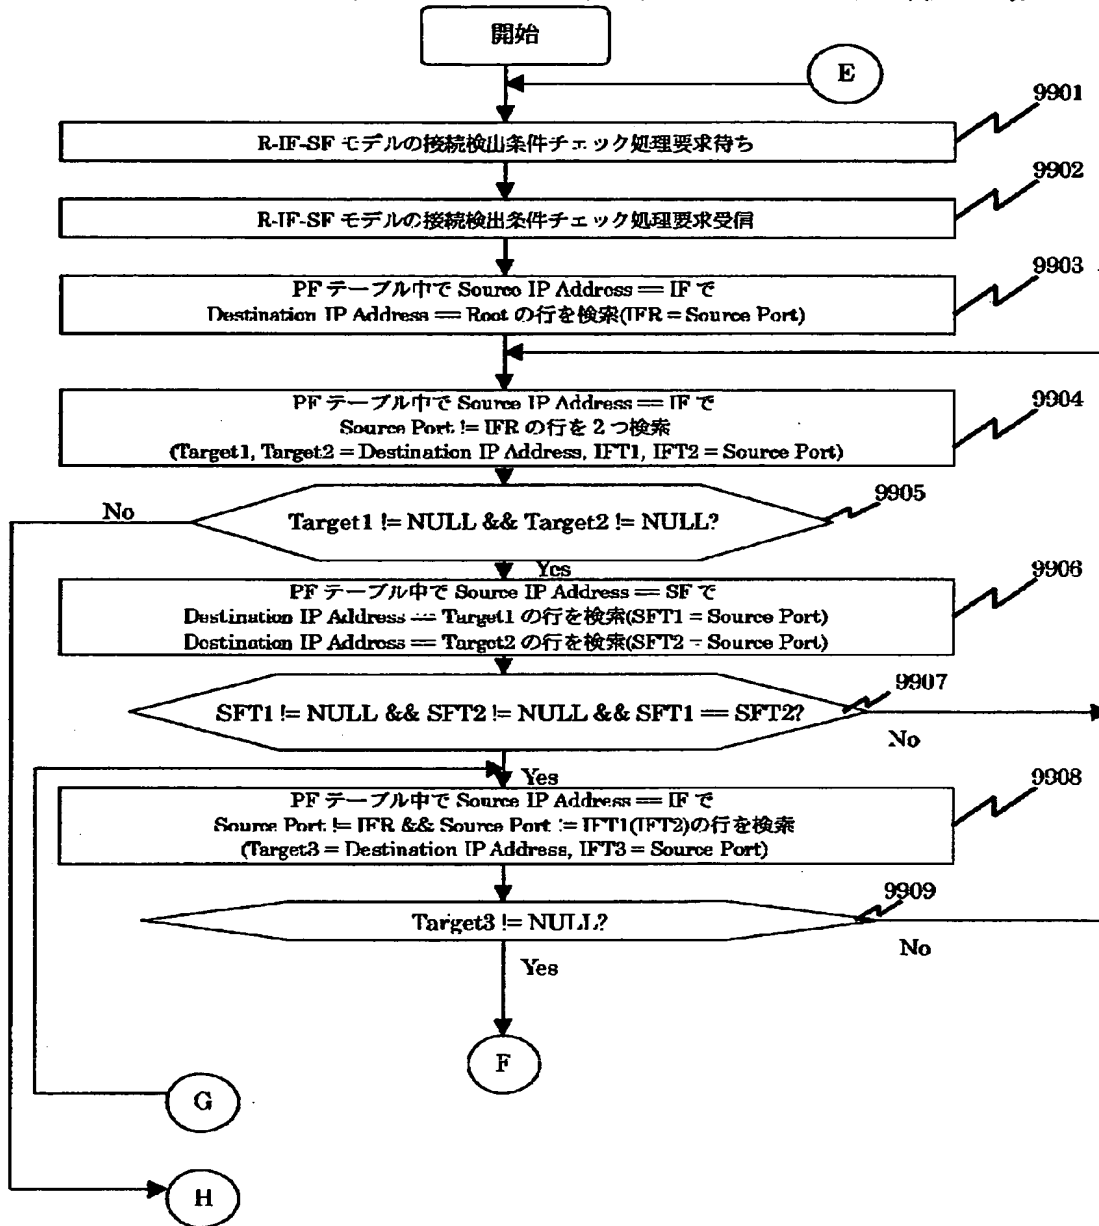 開始
E
9901
R-IF-SF モデルの接続検出条件チェック処理要求待ち
9902
R-IF-SF モデルの接続検出条件チェック処理要求受信
9903
PF テーブル中で Source IP Address == IF で
Destination IP Address == Root の行を検索(IFR = Source Port)
9904
PF テーブル中で Source IP Address == IF で
Source Port != IFR の行を 2 つ検索
(Target1, Target2 = Destination IP Address, IFT1, IFT2 = Source Port)
9905
No
Target1 != NULL && Target2 != NULL?
Yes
9906
PF テーブル中で Source IP Address == SF で
Destination IP Address == Target1 の行を検索(SFT1 = Source Port)
Destination IP Address == Target2 の行を検索(SFT2 = Source Port)
9907
SFT1 != NULL && SFT2 != NULL && SFT1 == SFT2?
No
Yes
9908
PF テーブル中で Source IP Address == IF で
Source Port != IFR && Source Port != IFT1(IFT2)の行を検索
(Target3 = Destination IP Address, IFT3 = Source Port)
9909
Target3 != NULL?
No
Yes
F
G
H